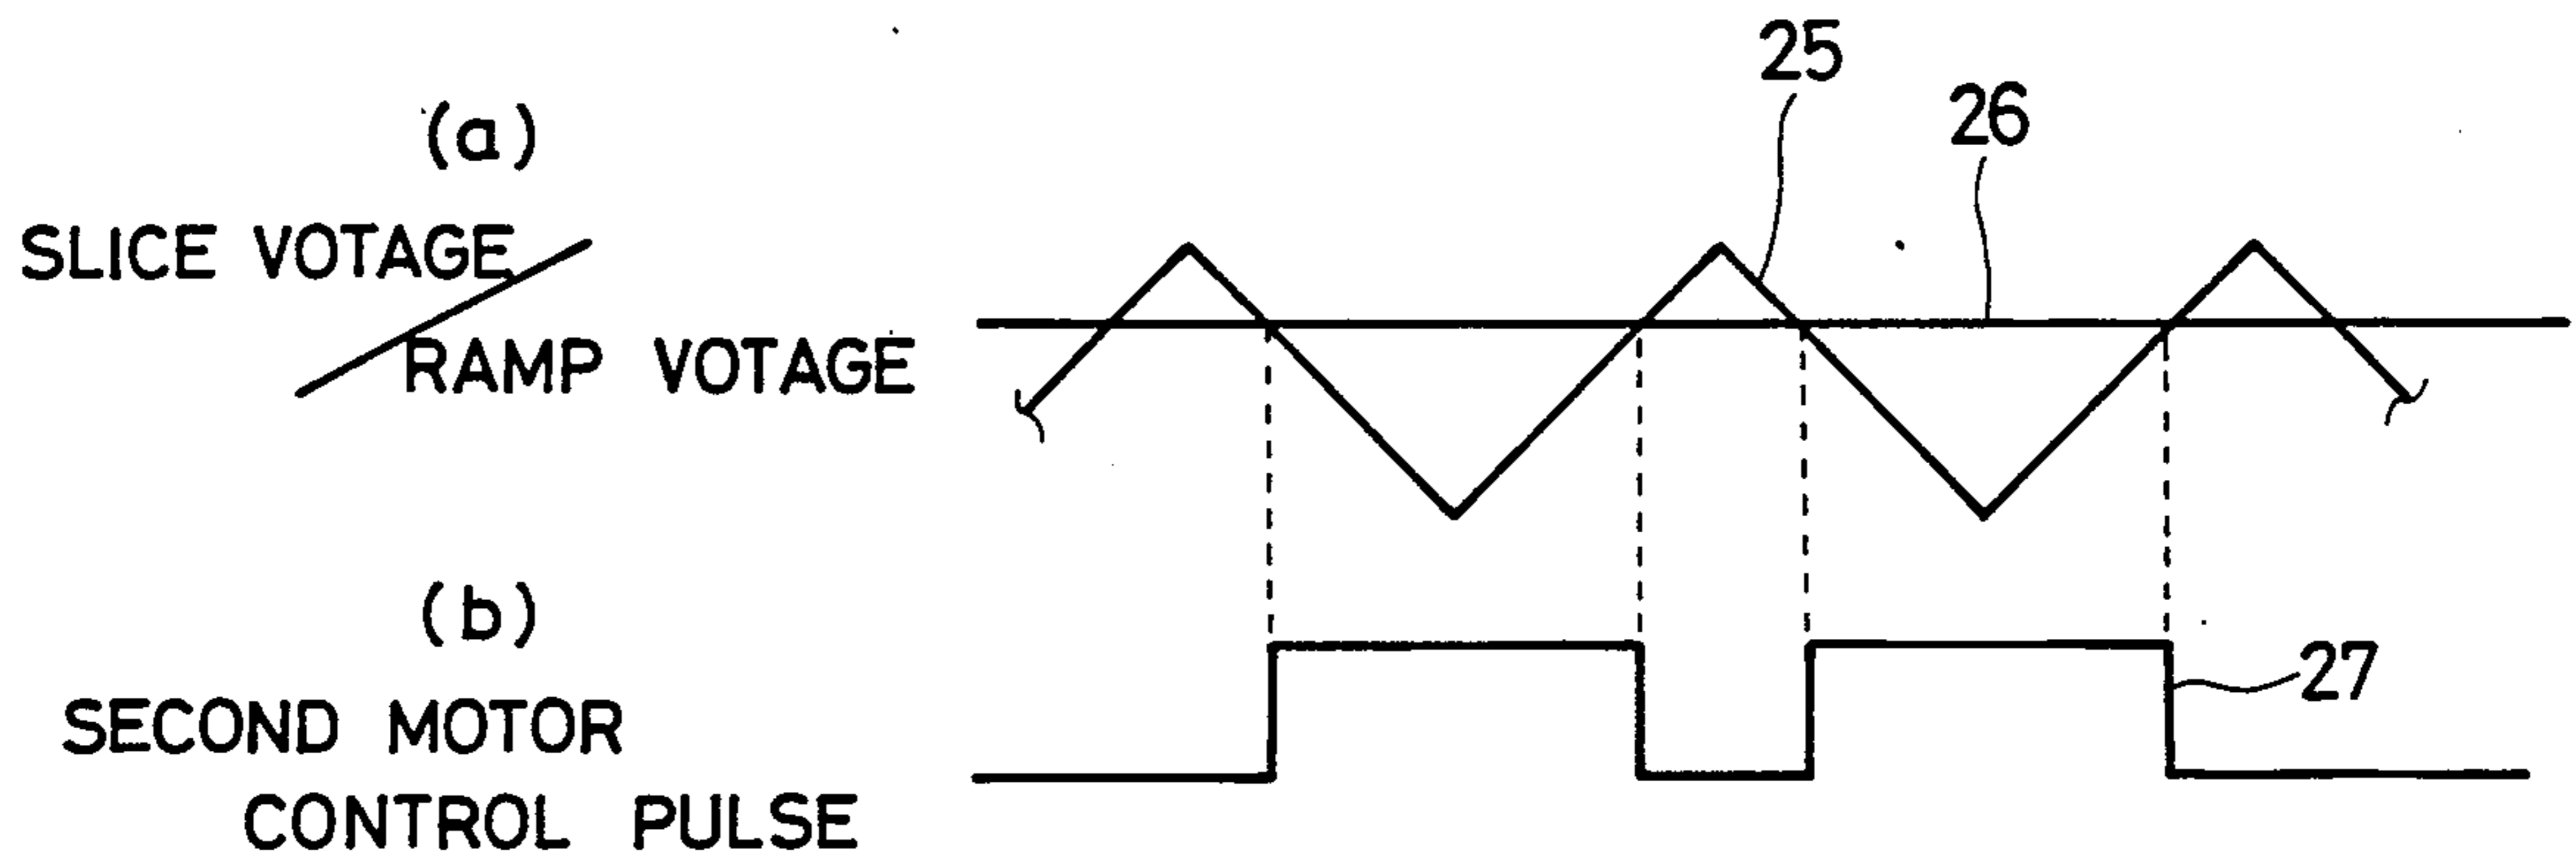 (a)
SLICE VOTAGE
RAMP VOTAGE
25
26
(b)
SECOND MOTOR
CONTROL PULSE
27